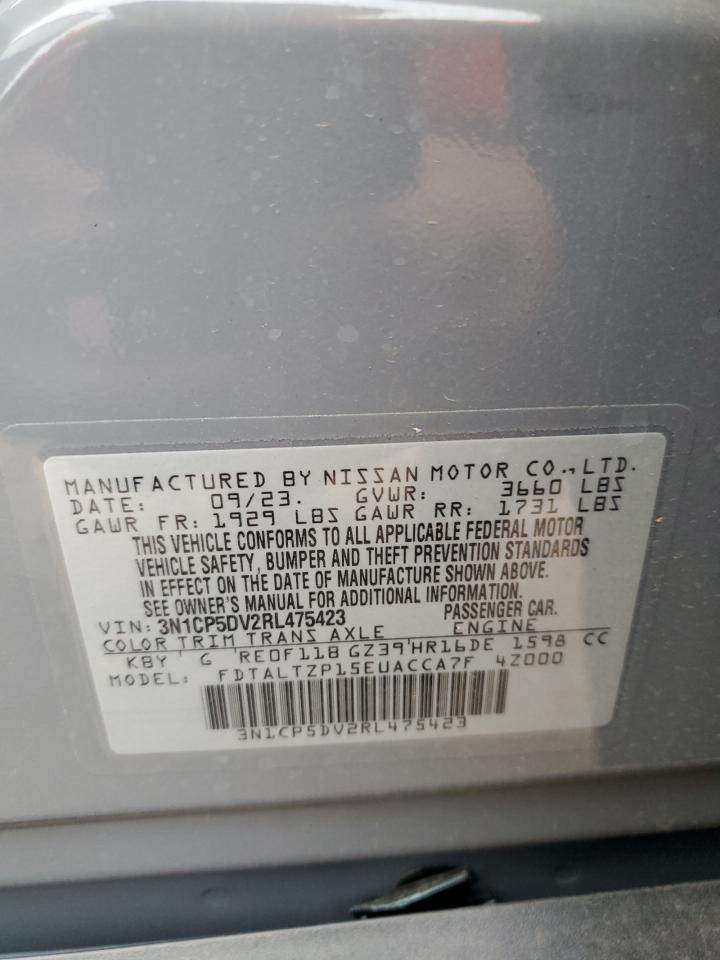 MANUFACTURED BY NISSAN MOTOR CO., LTD.
DATE: 09/23. GVWR: 3660 LBS
GAWR FR: 1929 LBS GAWR RR: 1731 LBS
THIS VEHICLE CONFORMS TO ALL APPLICABLE FEDERAL MOTOR
VEHICLE SAFETY, BUMPER AND THEFT PREVENTION STANDARDS
IN EFFECT ON THE DATE OF MANUFACTURE SHOWN ABOVE.
SEE OWNER'S MANUAL FOR ADDITIONAL INFORMATION.
VIN: 3N1CP5DV2RL475423 PASSENGER CAR.
COLOR TRIM TRANS AXLE ENGINE
KBY G RE0F11B GZ39 HR16DE 1598 CC
MODEL: FDTALTZP15EUACCA7F 4Z000
3N1CP5DV2RL475423